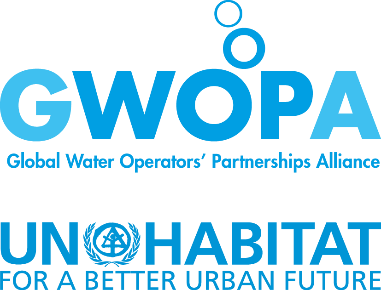 GWOPA
Global Water Operators' Partnerships Alliance
UN HABITAT
FOR A BETTER URBAN FUTURE